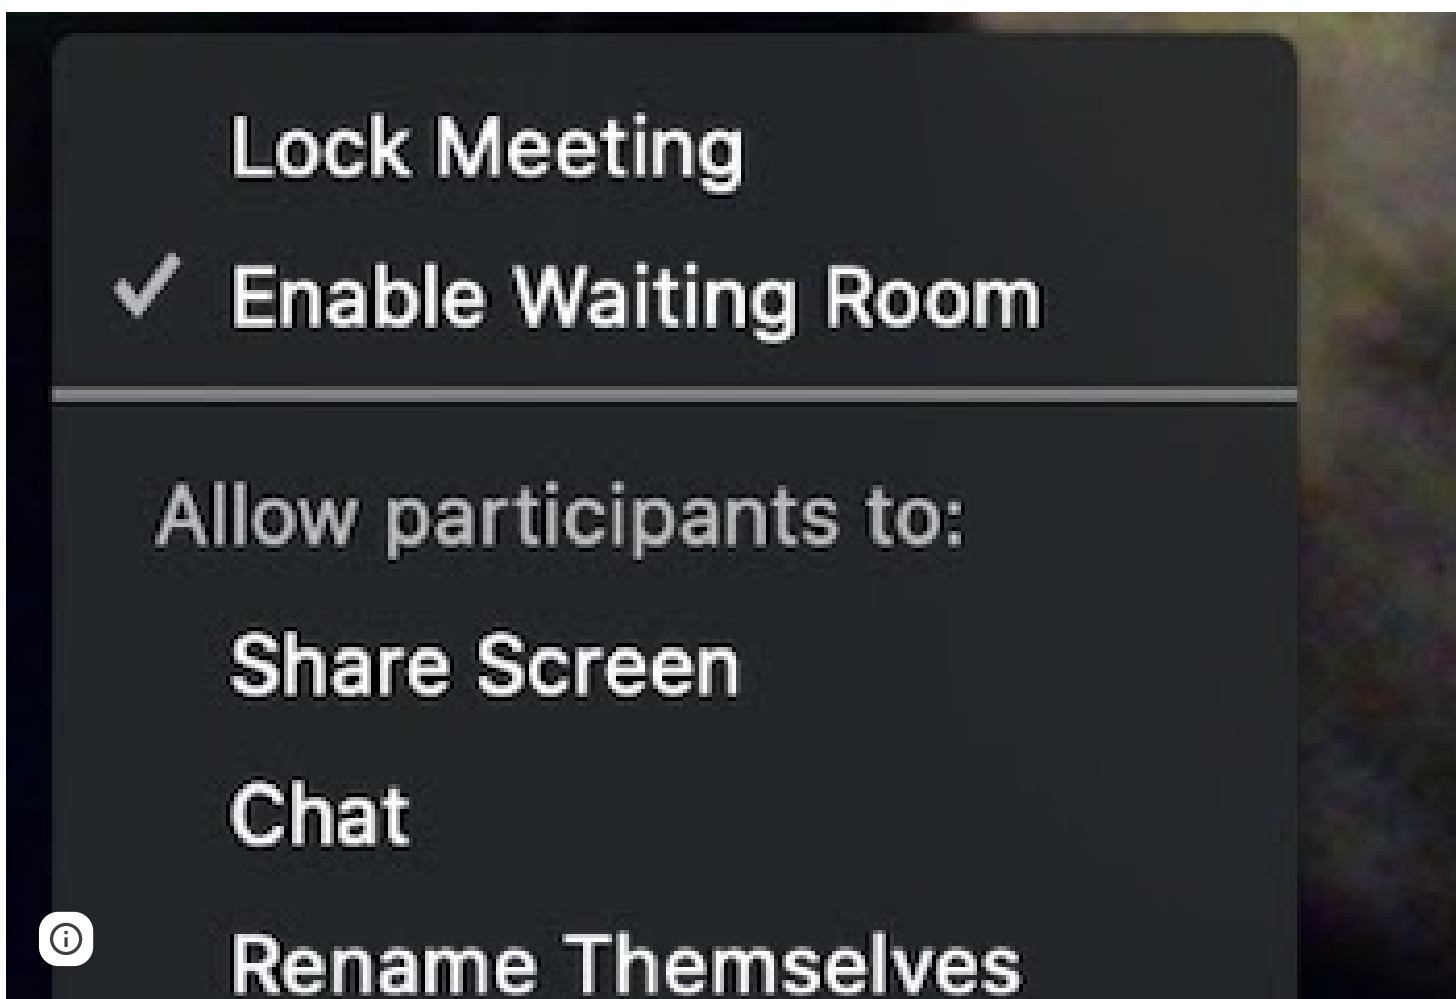 Lock Meeting
Enable Waiting Room
Allow participants to:
Share Screen
Chat
Rename Themselves